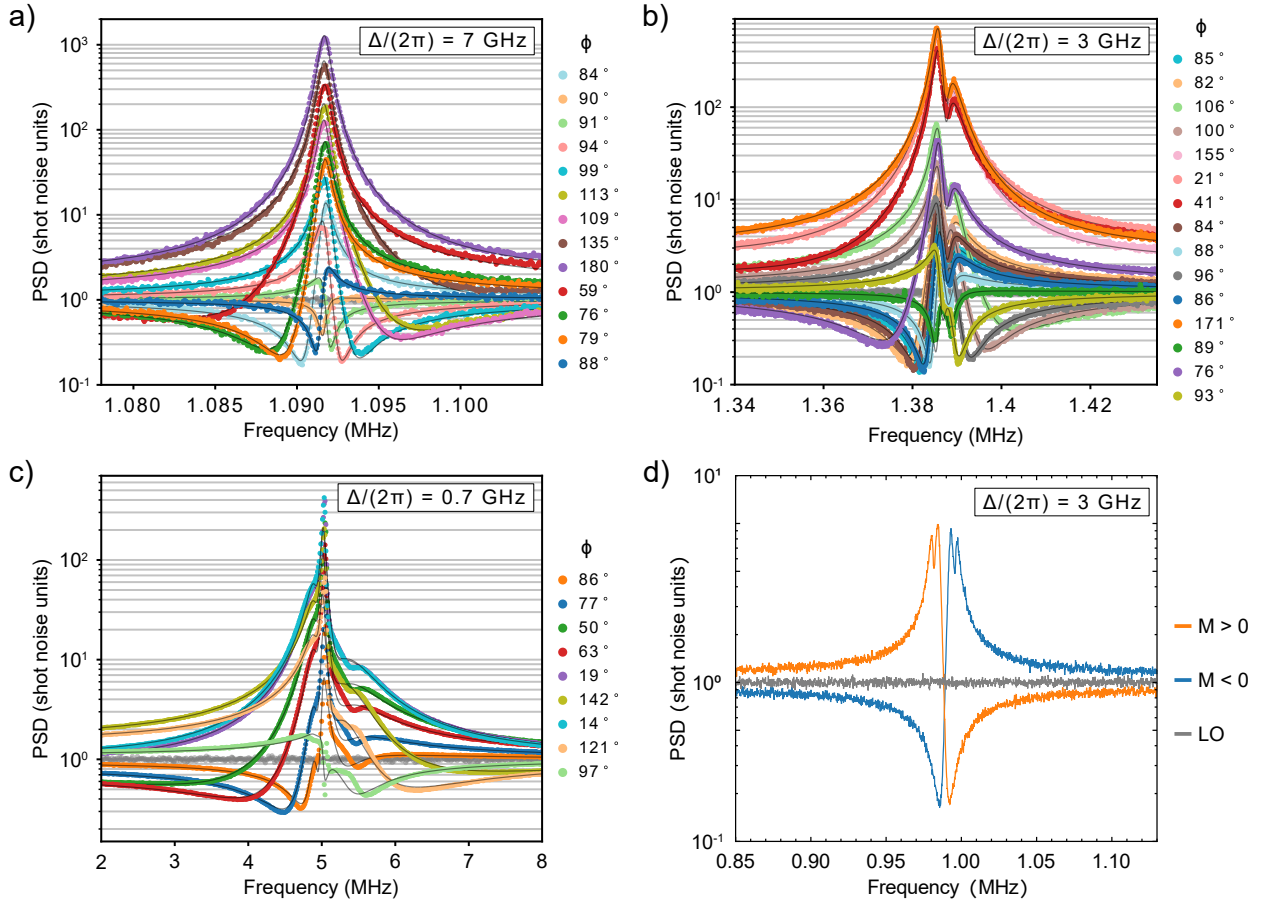 a)
Δ/(2π) = 7 GHz
PSD (shot noise units)
10³
10²
10¹
10⁰
10⁻¹
1.080 1.085 1.090 1.095 1.100
Frequency (MHz)
ϕ
84 °
90 °
91 °
94 °
99 °
113 °
109 °
135 °
180 °
59 °
76 °
79 °
88 °
b)
Δ/(2π) = 3 GHz
PSD (shot noise units)
10²
10¹
10⁰
10⁻¹
1.34 1.36 1.38 1.4 1.42
Frequency (MHz)
ϕ
85 °
82 °
106 °
100 °
155 °
21 °
41 °
84 °
88 °
96 °
86 °
171 °
89 °
76 °
93 °
c)
Δ/(2π) = 0.7 GHz
PSD (shot noise units)
10²
10¹
10⁰
2 3 4 5 6 7 8
Frequency (MHz)
ϕ
86 °
77 °
50 °
63 °
19 °
142 °
14 °
121 °
97 °
d)
Δ/(2π) = 3 GHz
PSD (shot noise units)
10¹
10⁰
10⁻¹
0.85 0.90 0.95 1.00 1.05 1.10
Frequency (MHz)
M > 0
M < 0
LO